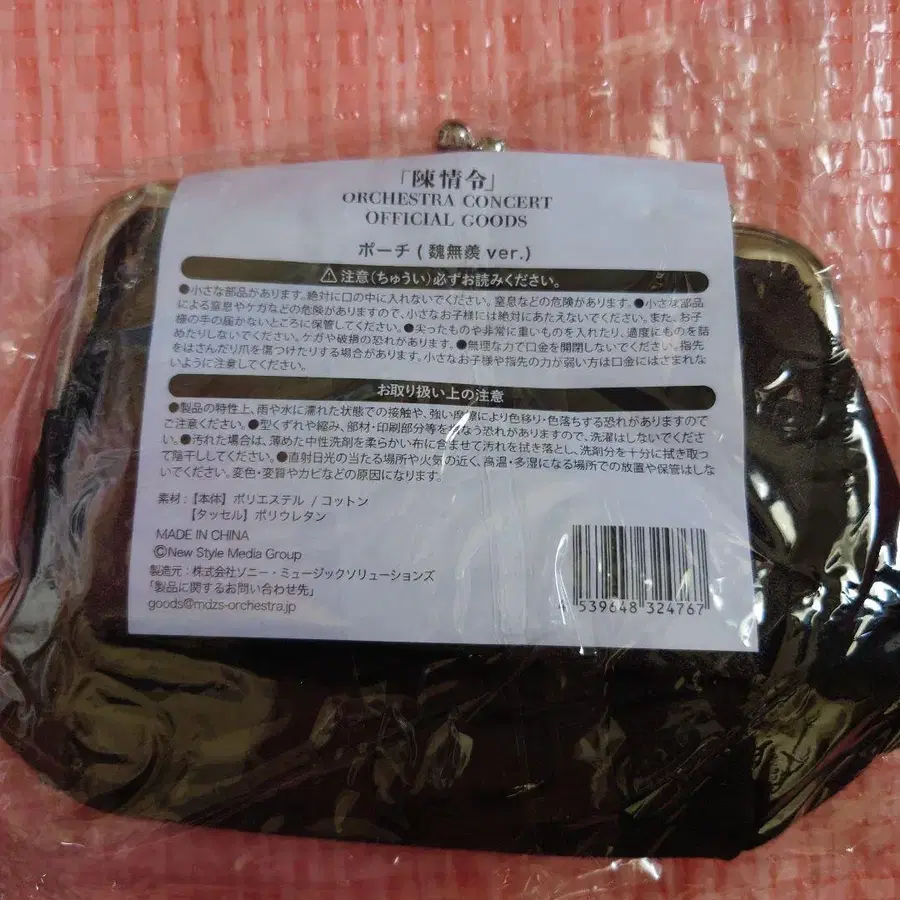 「陳情令」
ORCHESTRA CONCERT
OFFICIAL GOODS
ポーチ ( 魏無羨 ver.)
⚠注意(ちゅうい)必ずお読みください。
●小さな部品があります。絶対に口の中に入れないでください。窒息などの危険があります。●小さな部品
による窒息やケガなどの危険がありますので、小さなお子様には絶対にあたえないでください。また、お子
様の手の届かないところに保管してください。●尖ったものや非常に重いものを入れたり、過度にものを詰
めたりしないでください。ケガや破損の恐れがあります。●無理な力で口金を開閉しないでください。指先
をはさんだり爪を傷つけたりする場合があります。小さなお子様や指先の力が弱い方は口金にはさまれな
いように注意してください。
お取り扱い上の注意
●製品の特性上、雨や水に濡れた状態での接触や、強い摩擦により色移り・色落ちする恐れがありますので
ご注意ください。●型くずれや縮み、部材・印刷部分等を損なう恐れがありますので、洗濯はしないでくださ
い。●汚れた場合は、薄めた中性洗剤を柔らかい布に含ませて汚れを拭き落とし、洗剤分を十分に拭き取っ
て陰干ししてください。●直射日光の当たる場所や火気の近く、高温・多湿になる場所での放置や保管はしな
いでください。変色・変質やカビなどの原因になります。
素材:【本体】ポリエステル / コットン
【タッセル】ポリウレタン
MADE IN CHINA
©New Style Media Group
製造元:株式会社ソニー・ミュージックソリューションズ
「製品に関するお問い合わせ先」
goods@mdzs-orchestra.jp
4 539648 324767